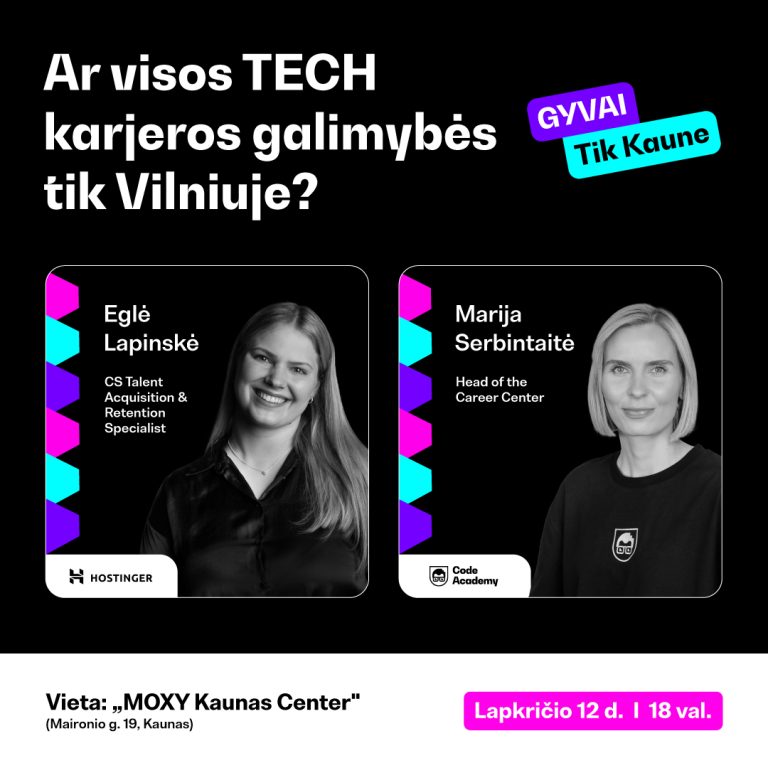 Ar visos TECH
karjeros galimybės
tik Vilniuje?
GYVAI
Tik Kaune
Eglė
Lapinskė
CS Talent
Acquisition &
Retention
Specialist
HOSTINGER
Marija
Serbintaitė
Head of the
Career Center
Code
Academy
Vieta: „MOXY Kaunas Center"
(Maironio g. 19, Kaunas)
Lapkričio 12 d. I 18 val.